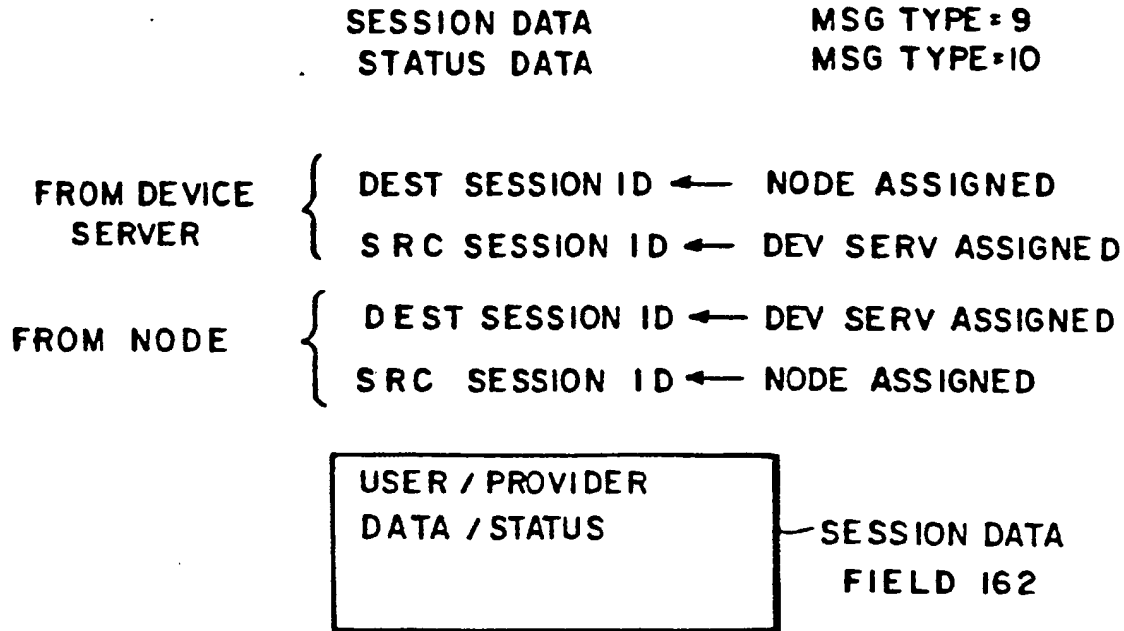 SESSION DATA MSG TYPE=9
STATUS DATA MSG TYPE=10
FROM DEVICE SERVER
DEST SESSION ID ← NODE ASSIGNED
SRC SESSION ID ← DEV SERV ASSIGNED
FROM NODE
DEST SESSION ID ← DEV SERV ASSIGNED
SRC SESSION ID ← NODE ASSIGNED
USER / PROVIDER
DATA / STATUS
SESSION DATA
FIELD 162